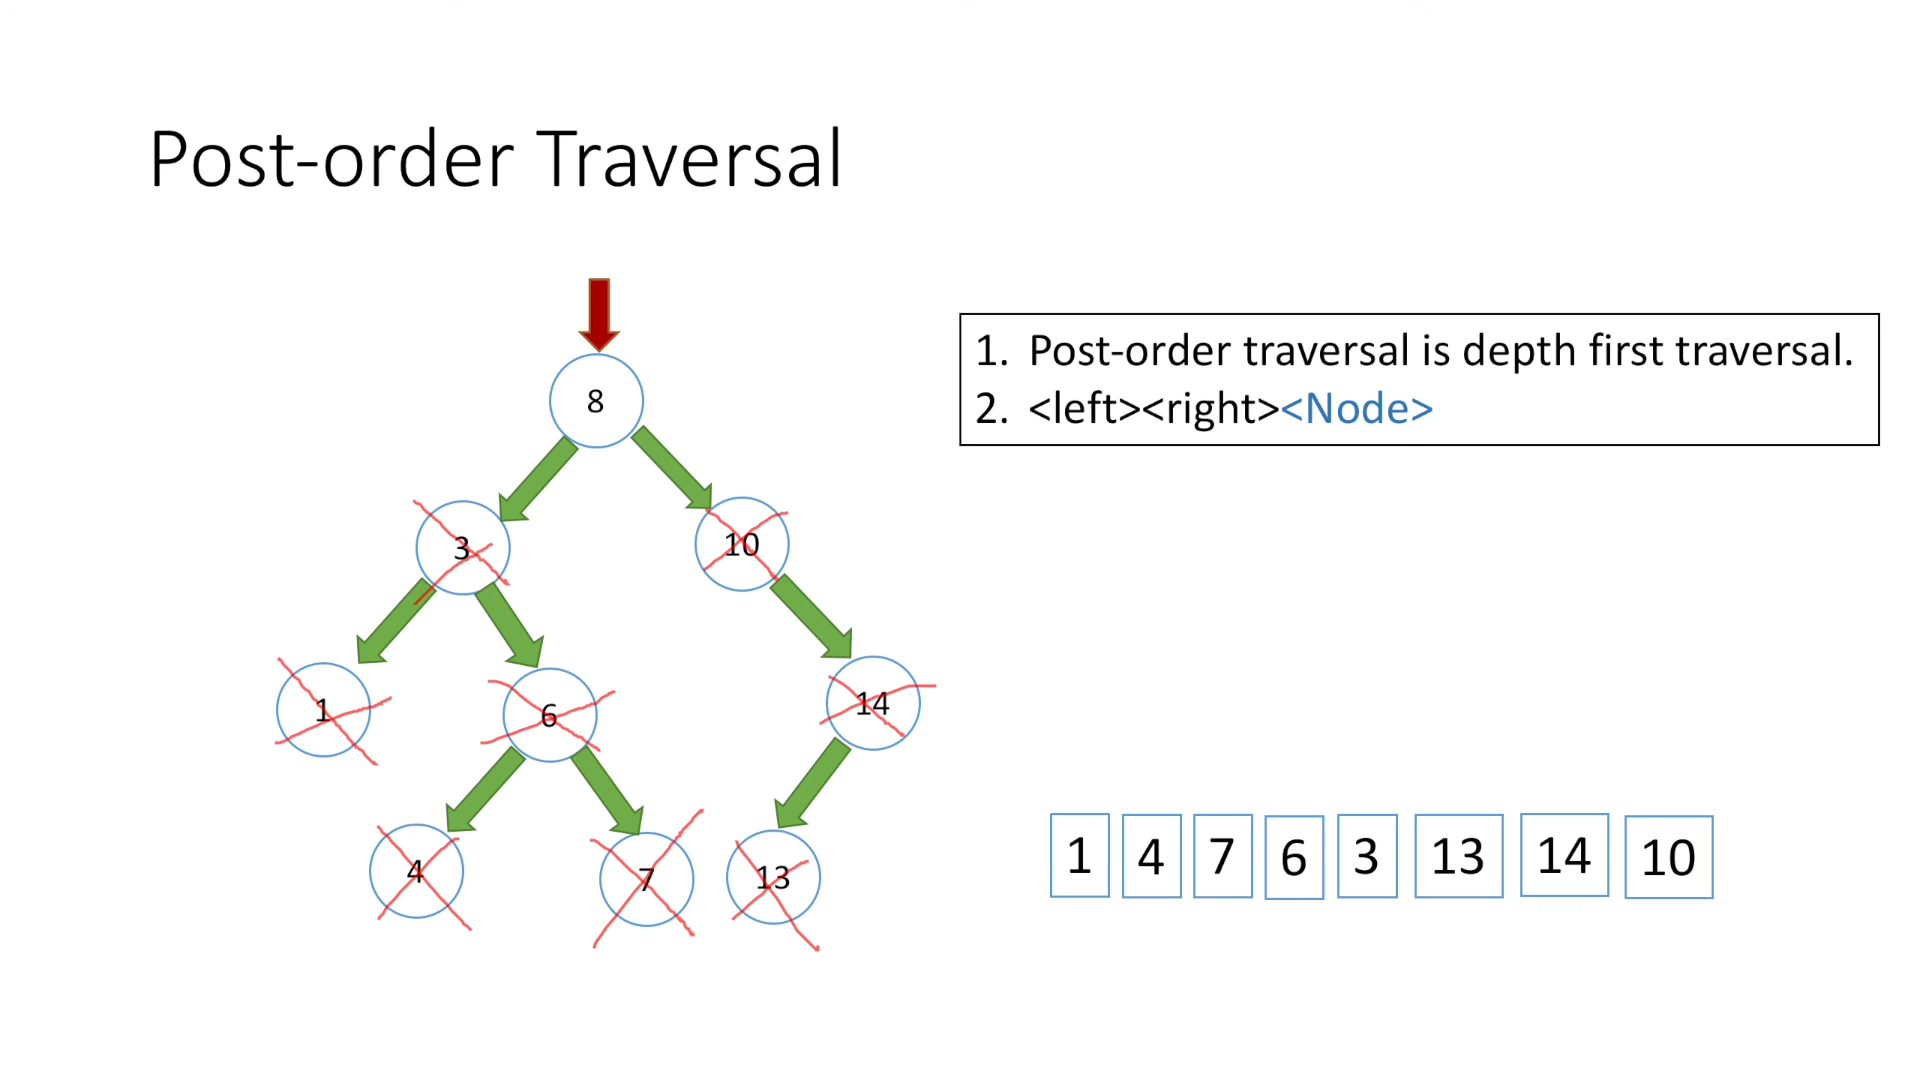 Post-order Traversal
1. Post-order traversal is depth first traversal.
2. <left><right><Node>
8
3
10
1
6
14
4
7
13
1 4 7 6 3 13 14 10